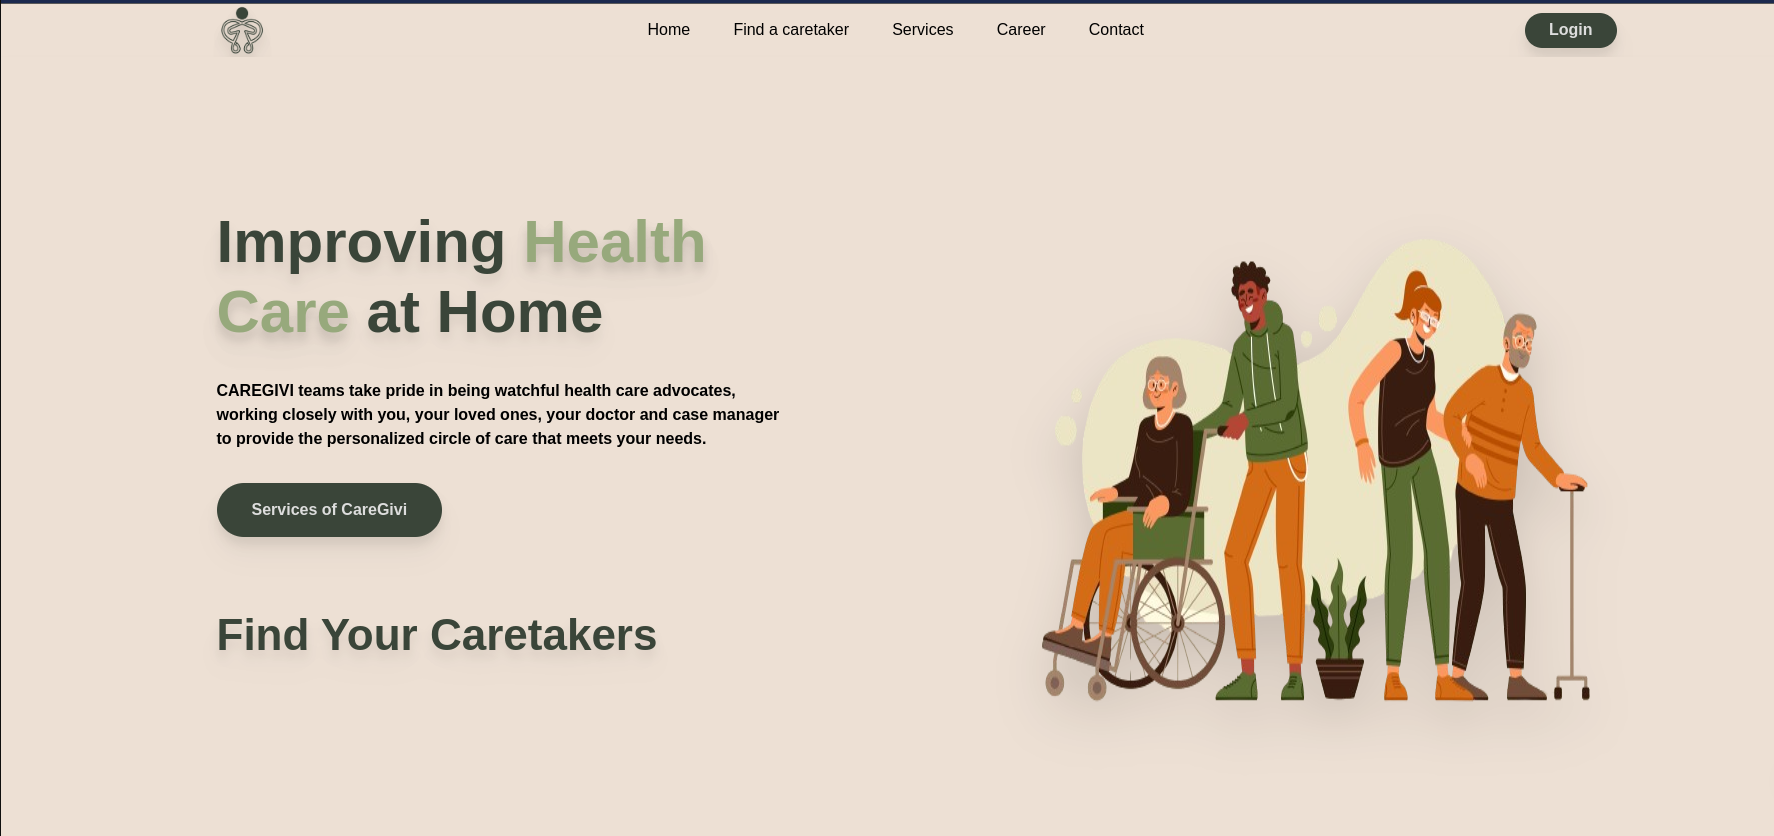 Home
Find a caretaker
Services
Career
Contact
Login
Improving Health
Care at Home
CAREGIVI teams take pride in being watchful health care advocates,
working closely with you, your loved ones, your doctor and case manager
to provide the personalized circle of care that meets your needs.
Services of CareGivi
Find Your Caretakers